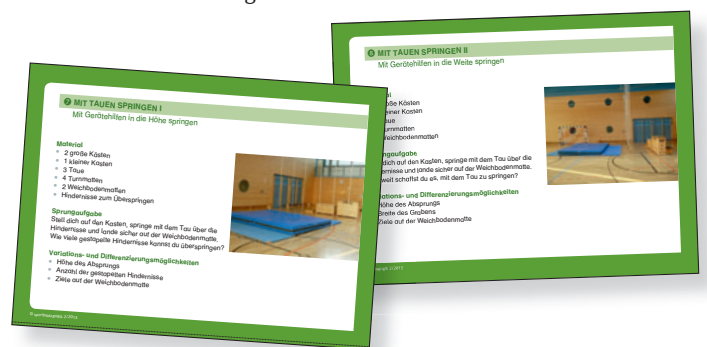 ❼ MIT TAUEN SPRINGEN I
Mit Gerätehilfen in die Höhe springen
Material
2 große Kästen
1 kleiner Kasten
3 Taue
4 Turnmatten
2 Weichbodenmatten
Hindernisse zum Überspringen
Sprungaufgabe
Stell dich auf den Kasten, springe mit dem Tau über die
Hindernisse und lande sicher auf der Weichbodenmatte.
Wie viele gestapelte Hindernisse kannst du überspringen?
Variations- und Differenzierungsmöglichkeiten
Höhe des Absprungs
Anzahl der gestapelten Hindernisse
Ziele auf der Weichbodenmatte
❽ MIT TAUEN SPRINGEN II
Mit Gerätehilfen in die Weite springen
Kästen
Kasten
Taue
Turnmatten
Weichbodenmatten
dich auf den Kasten, springe mit dem Tau über die
und lande sicher auf der Weichbodenmatte.
weit schaffst du es, mit dem Tau zu springen?
und Differenzierungsmöglichkeiten
Höhe des Absprungs
Breite des Grabens
Ziele auf der Weichbodenmatte